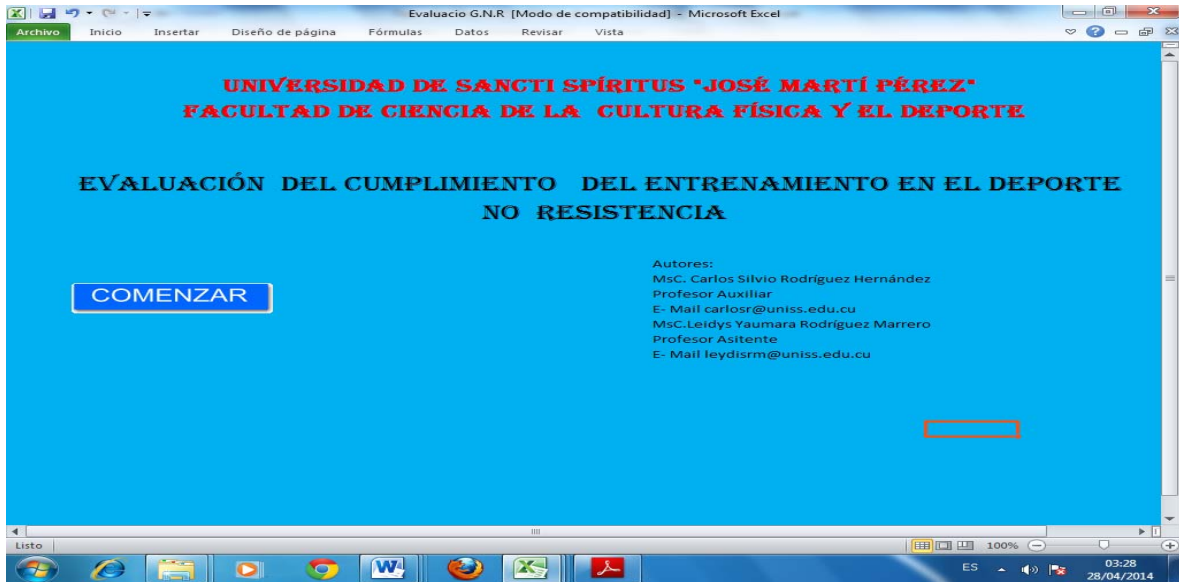 Evaluacio G.N.R [Modo de compatibilidad] - Microsoft Excel
Archivo Inicio Insertar Diseño de página Fórmulas Datos Revisar Vista
UNIVERSIDAD DE SANCTI SPÍRITUS "JOSÉ MARTÍ PÉREZ"
FACULTAD DE CIENCIA DE LA CULTURA FÍSICA Y EL DEPORTE
EVALUACIÓN DEL CUMPLIMIENTO DEL ENTRENAMIENTO EN EL DEPORTE
NO RESISTENCIA
COMENZAR
Autores:
MsC. Carlos Silvio Rodríguez Hernández
Profesor Auxiliar
E- Mail carlosr@uniss.edu.cu
MsC.Leidys Yaumara Rodríguez Marrero
Profesor Asitente
E- Mail leydisrm@uniss.edu.cu
Listo 100%
ES 03:28
28/04/2014